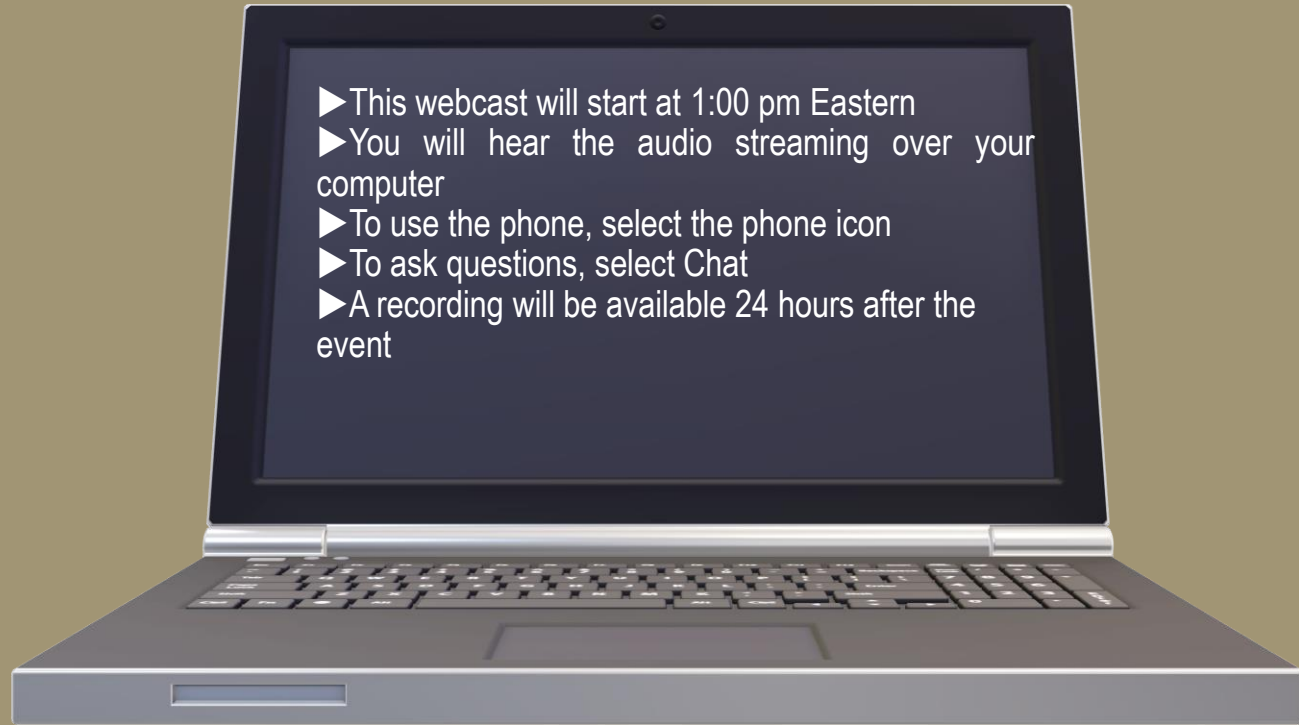 ▶This webcast will start at 1:00 pm Eastern
▶You will hear the audio streaming over your
computer
▶To use the phone, select the phone icon
▶To ask questions, select Chat
▶A recording will be available 24 hours after the
event